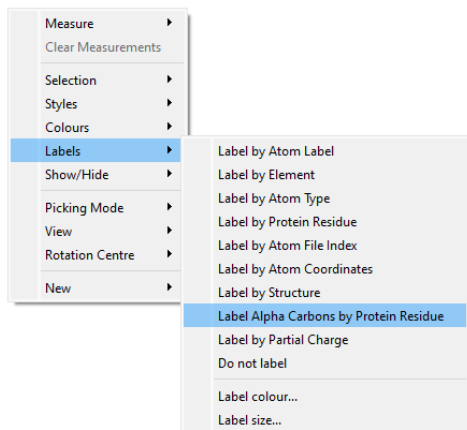 Measure
Clear Measurements
Selection
Styles
Colours
Labels
Show/Hide
Picking Mode
View
Rotation Centre
New
Label by Atom Label
Label by Element
Label by Atom Type
Label by Protein Residue
Label by Atom File Index
Label by Atom Coordinates
Label by Structure
Label Alpha Carbons by Protein Residue
Label by Partial Charge
Do not label
Label colour...
Label size...